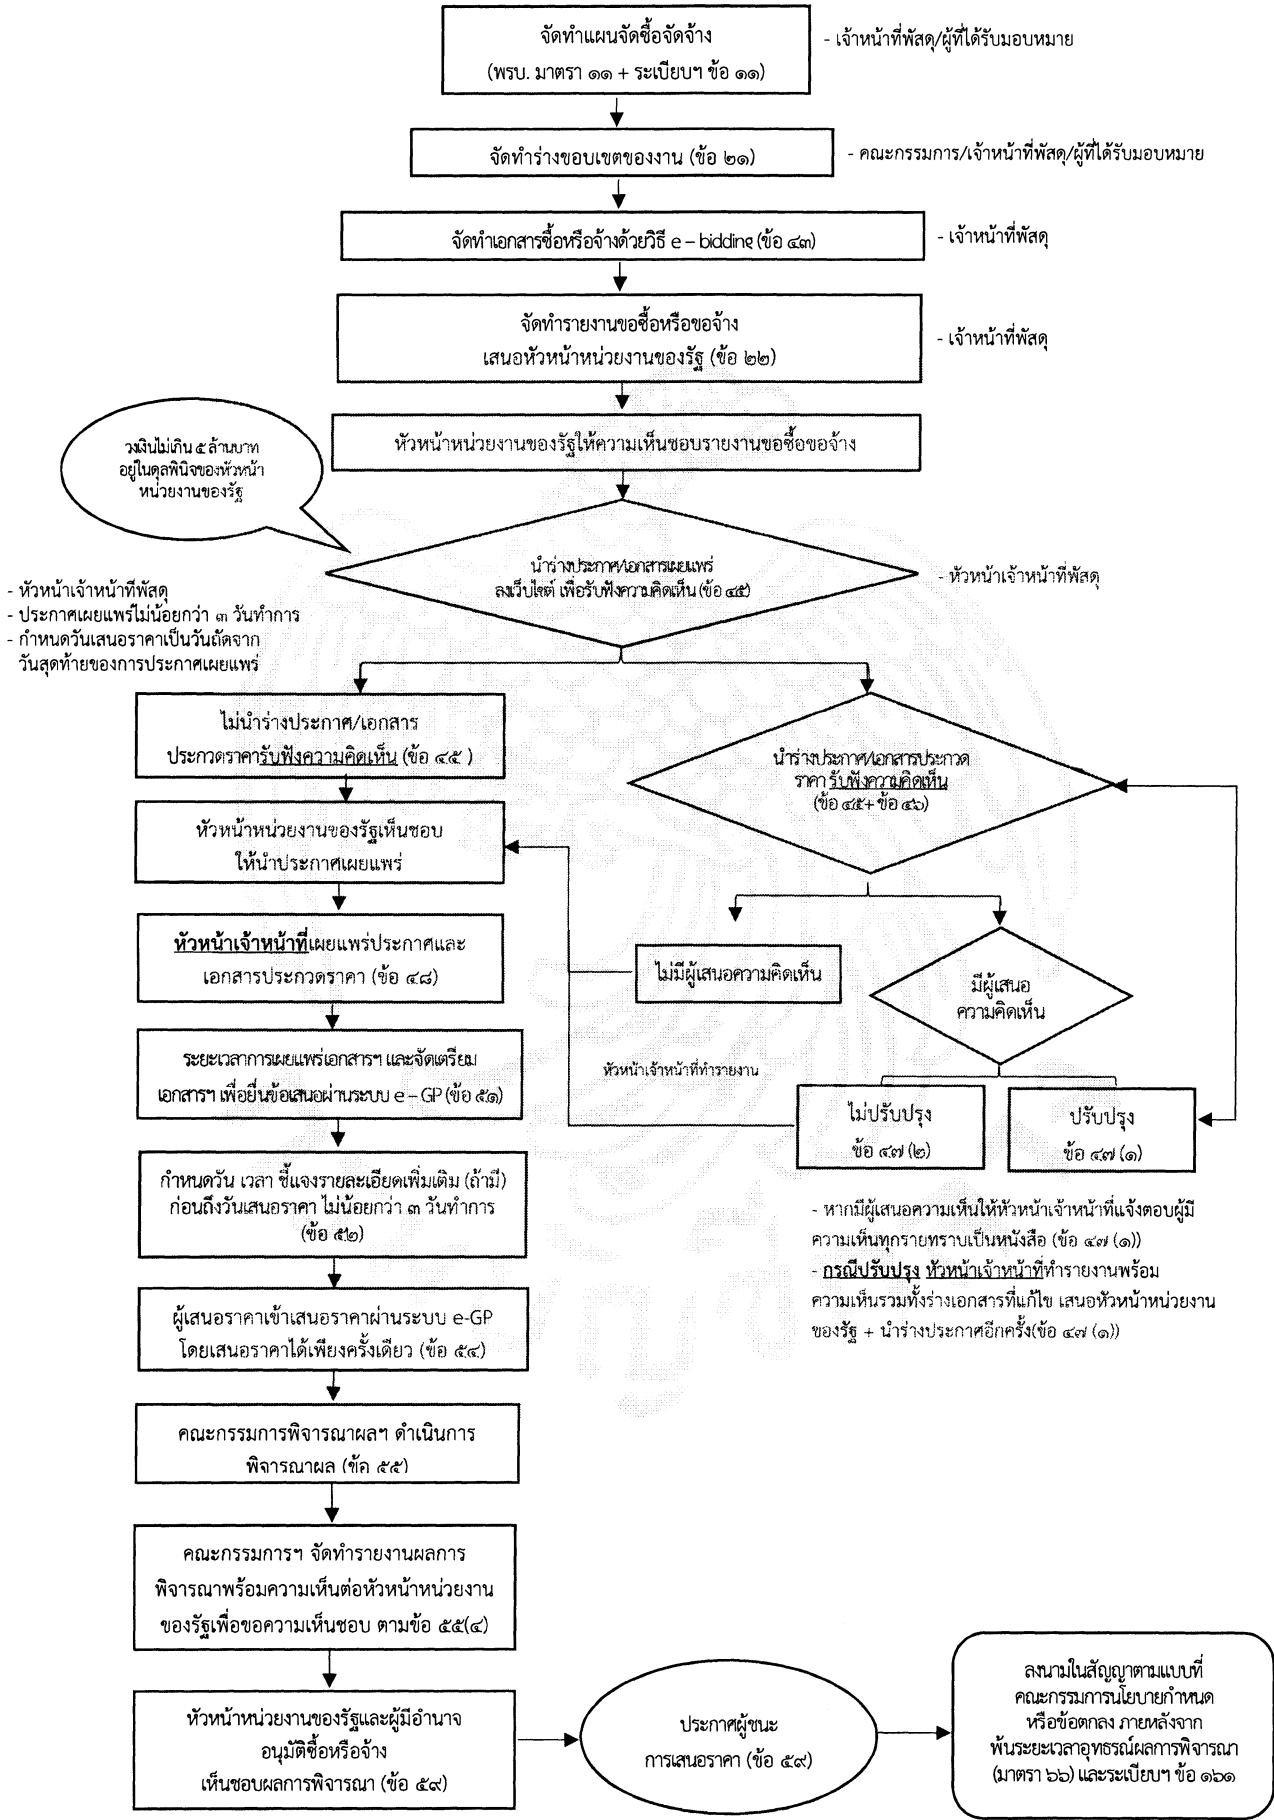 จัดทำแผนจัดซื้อจัดจ้าง
(พรบ. มาตรา ๑๑ + ระเบียบฯ ข้อ ๑๑)
- เจ้าหน้าที่พัสดุ/ผู้ที่ได้รับมอบหมาย
จัดทำร่างขอบเขตของงาน (ข้อ ๒๑)
- คณะกรรมการ/เจ้าหน้าที่พัสดุ/ผู้ที่ได้รับมอบหมาย
จัดทำเอกสารซื้อหรือจ้างด้วยวิธี e – bidding (ข้อ ๔๓)
- เจ้าหน้าที่พัสดุ
จัดทำรายงานขอซื้อหรือขอจ้าง
เสนอหัวหน้าหน่วยงานของรัฐ (ข้อ ๒๒)
- เจ้าหน้าที่พัสดุ
หัวหน้าหน่วยงานของรัฐให้ความเห็นชอบรายงานขอซื้อขอจ้าง
วงเงินไม่เกิน ๕ ล้านบาท
อยู่ในดุลพินิจของหัวหน้า
หน่วยงานของรัฐ
นำร่างประกาศ/เอกสารเผยแพร่
ลงเว็บไซต์ เพื่อรับฟังความคิดเห็น (ข้อ ๔๕)
- หัวหน้าเจ้าหน้าที่พัสดุ
- หัวหน้าเจ้าหน้าที่พัสดุ
- ประกาศเผยแพร่ไม่น้อยกว่า ๓ วันทำการ
- กำหนดวันเสนอราคาเป็นวันถัดจาก
วันสุดท้ายของการประกาศเผยแพร่
ไม่นำร่างประกาศ/เอกสาร
ประกวดราคารับฟังความคิดเห็น (ข้อ ๔๕ )
นำร่างประกาศ/เอกสารประกวด
ราคา รับฟังความคิดเห็น
(ข้อ ๔๕+ ข้อ ๔๖)
หัวหน้าหน่วยงานของรัฐเห็นชอบ
ให้นำประกาศเผยแพร่
หัวหน้าเจ้าหน้าที่เผยแพร่ประกาศและ
เอกสารประกวดราคา (ข้อ ๔๘)
ไม่มีผู้เสนอความคิดเห็น
มีผู้เสนอ
ความคิดเห็น
ระยะเวลาการเผยแพร่เอกสารฯ และจัดเตรียม
เอกสารฯ เพื่อยื่นข้อเสนอผ่านระบบ e – GP (ข้อ ๕๑)
หัวหน้าเจ้าหน้าที่ทำรายงาน
ไม่ปรับปรุง
ข้อ ๔๗ (๒)
ปรับปรุง
ข้อ ๔๗ (๑)
กำหนดวัน เวลา ชี้แจงรายละเอียดเพิ่มเติม (ถ้ามี)
ก่อนถึงวันเสนอราคา ไม่น้อยกว่า ๓ วันทำการ
(ข้อ ๕๒)
- หากมีผู้เสนอความเห็นให้หัวหน้าเจ้าหน้าที่แจ้งตอบผู้มี
ความเห็นทุกรายทราบเป็นหนังสือ (ข้อ ๔๗ (๑))
- กรณีปรับปรุง หัวหน้าเจ้าหน้าที่ทำรายงานพร้อม
ความเห็นรวมทั้งร่างเอกสารที่แก้ไข เสนอหัวหน้าหน่วยงาน
ของรัฐ + นำร่างประกาศอีกครั้ง(ข้อ ๔๗ (๑))
ผู้เสนอราคาเข้าเสนอราคาผ่านระบบ e-GP
โดยเสนอราคาได้เพียงครั้งเดียว (ข้อ ๕๔)
คณะกรรมการพิจารณาผลฯ ดำเนินการ
พิจารณาผล (ข้อ ๕๕)
คณะกรรมการฯ จัดทำรายงานผลการ
พิจารณาพร้อมความเห็นต่อหัวหน้าหน่วยงาน
ของรัฐเพื่อขอความเห็นชอบ ตามข้อ ๕๕(๔)
หัวหน้าหน่วยงานของรัฐและผู้มีอำนาจ
อนุมัติซื้อหรือจ้าง
เห็นชอบผลการพิจารณา (ข้อ ๕๙)
ประกาศผู้ชนะ
การเสนอราคา (ข้อ ๕๙)
ลงนามในสัญญาตามแบบที่
คณะกรรมการนโยบายกำหนด
หรือข้อตกลง ภายหลังจาก
พ้นระยะเวลาอุทธรณ์ผลการพิจารณา
(มาตรา ๖๖) และระเบียบฯ ข้อ ๑๖๑